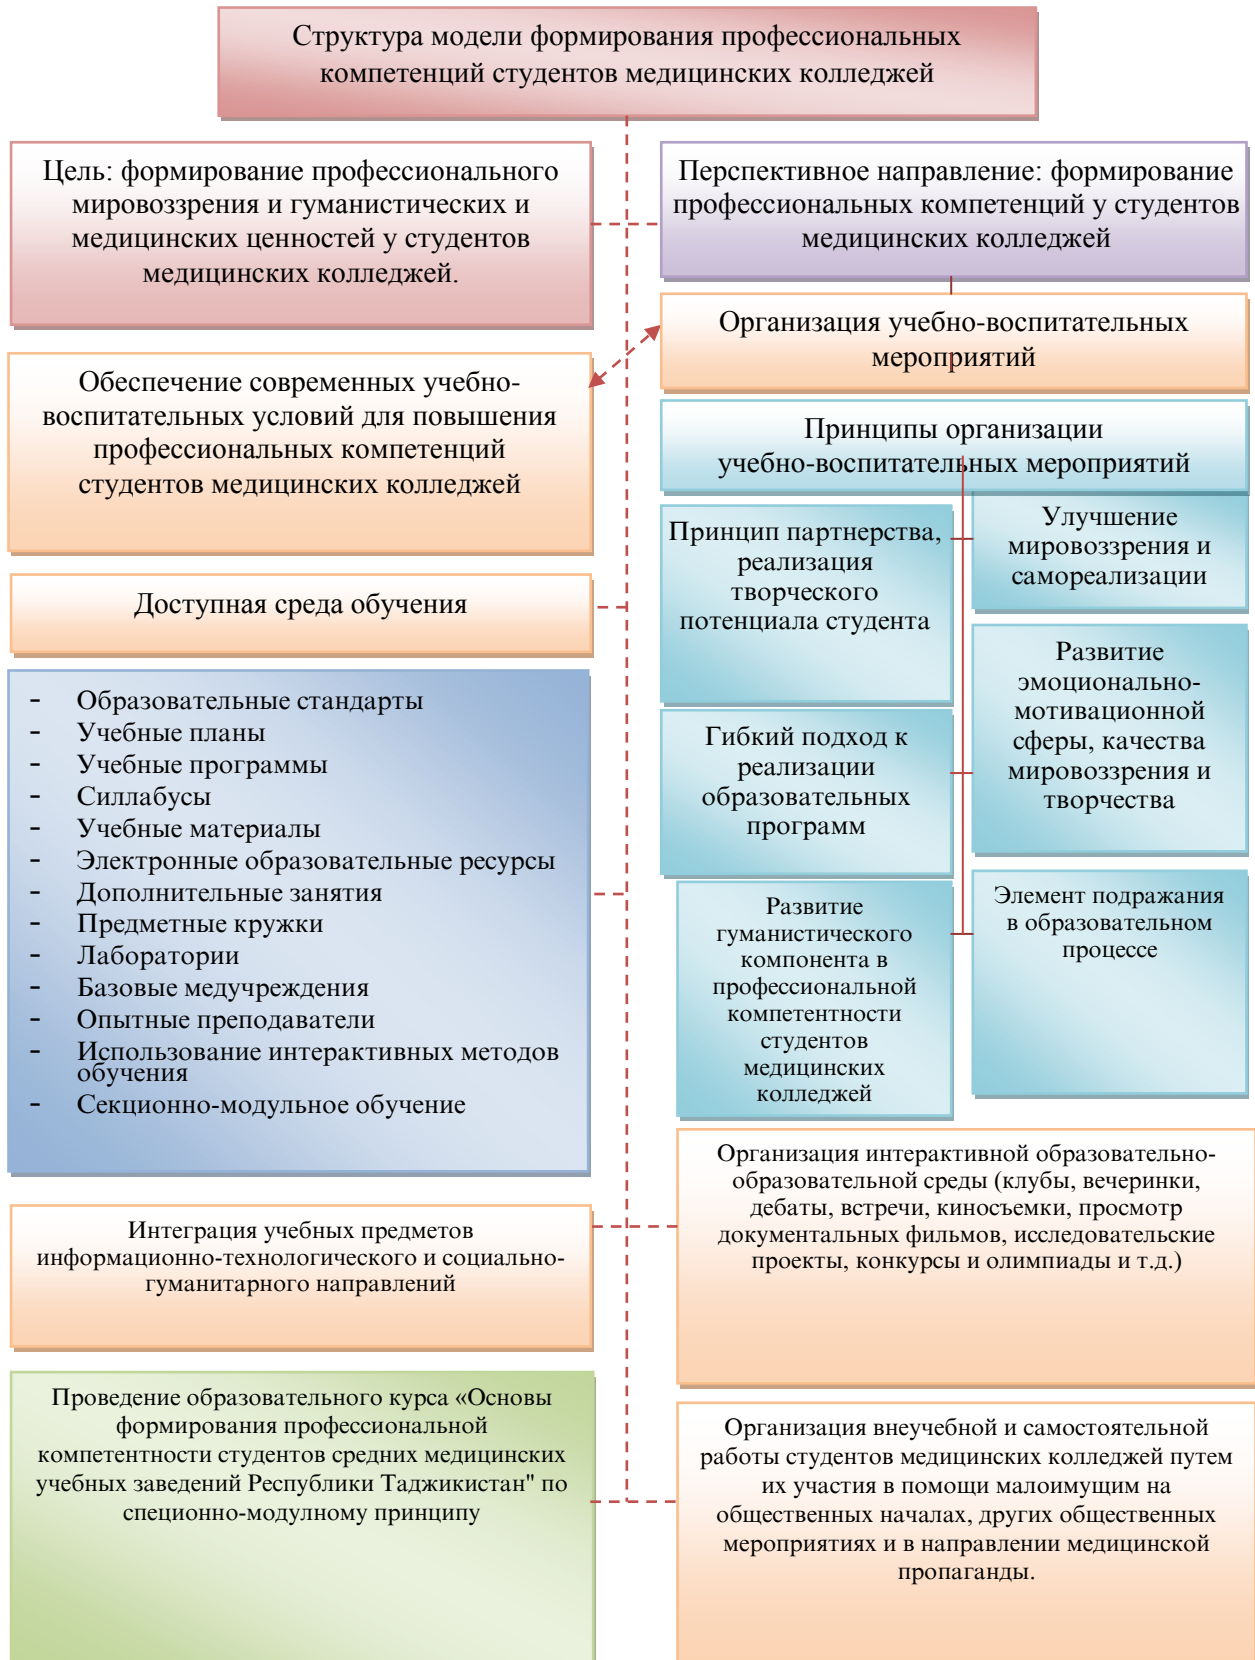 Структура модели формирования профессиональных
компетенций студентов медицинских колледжей
Цель: формирование профессионального
мировоззрения и гуманистических и
медицинских ценностей у студентов
медицинских колледжей.
Перспективное направление: формирование
профессиональных компетенций у студентов
медицинских колледжей
Организация учебно-воспитательных
мероприятий
Обеспечение современных учебно-
воспитательных условий для повышения
профессиональных компетенций
студентов медицинских колледжей
Принципы организации
учебно-воспитательных мероприятий
Принцип партнерства,
реализация
творческого
потенциала студента
Улучшение
мировоззрения и
самореализации
Доступная среда обучения
Развитие
эмоционально-
мотивационной
сферы, качества
мировоззрения и
творчества
- Образовательные стандарты
- Учебные планы
- Учебные программы
- Силлабусы
- Учебные материалы
- Электронные образовательные ресурсы
- Дополнительные занятия
- Предметные кружки
- Лаборатории
- Базовые медучреждения
- Опытные преподаватели
- Использование интерактивных методов
обучения
- Секционно-модульное обучение
Гибкий подход к
реализации
образовательных
программ
Развитие
гуманистического
компонента в
профессиональной
компетентности
студентов
медицинских
колледжей
Элемент подражания
в образовательном
процессе
Интеграция учебных предметов
информационно-технологического и социально-
гуманитарного направлений
Организация интерактивной образовательно-
образовательной среды (клубы, вечеринки,
дебаты, встречи, киносъемки, просмотр
документальных фильмов, исследовательские
проекты, конкурсы и олимпиады и т.д.)
Проведение образовательного курса «Основы
формирования профессиональной
компетентности студентов средних медицинских
учебных заведений Республики Таджикистан" по
специонно-модулному принципу
Организация внеучебной и самостоятельной
работы студентов медицинских колледжей путем
их участия в помощи малоимущим на
общественных началах, других общественных
мероприятиях и в направлении медицинской
пропаганды.